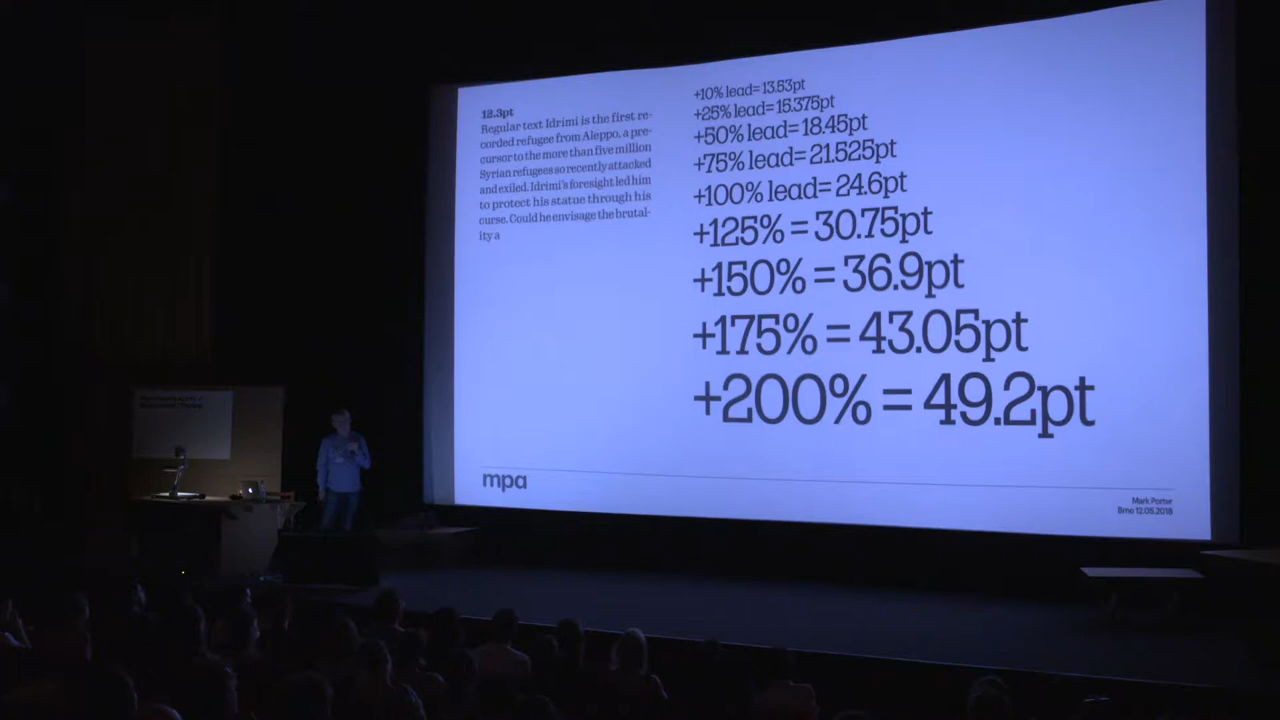 12.3pt
Regular text Idrimi is the first re-
corded refugee from Aleppo, a pre-
cursor to the more than five million
Syrian refugees so recently attacked
and exiled. Idrimi's foresight led him
to protect his statue through his
curse. Could he envisage the brutal-
ity a
+10% lead= 13.53pt
+25% lead= 15.375pt
+50% lead= 18.45pt
+75% lead= 21.525pt
+100% lead= 24.6pt
+125% = 30.75pt
+150% = 36.9pt
+175% = 43.05pt
+200% = 49.2pt
mpa
Mark Porter
Brno 12.05.2018